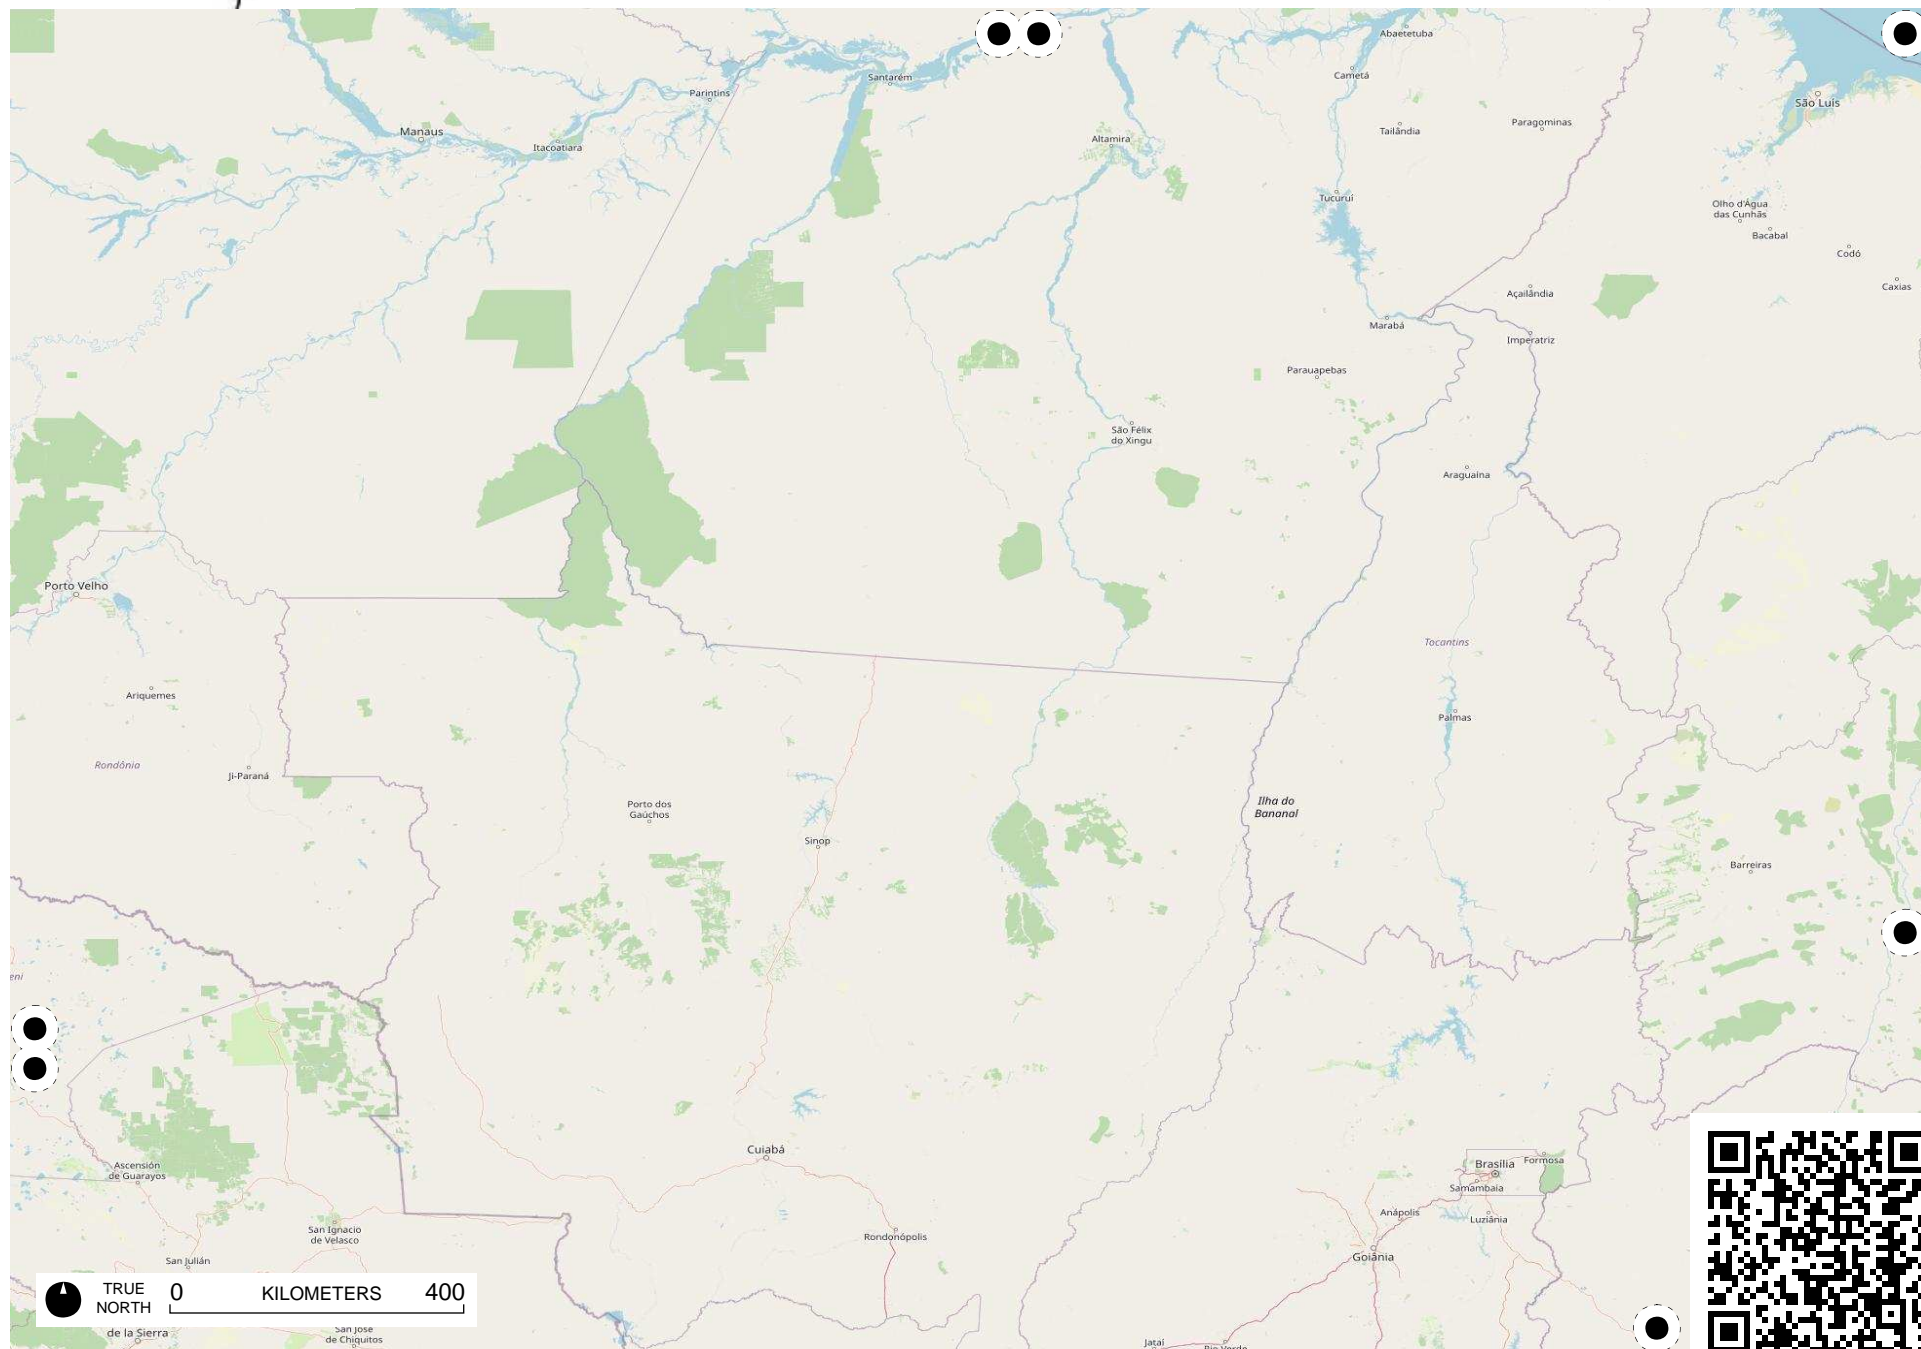 Abaetetuba
Santarém
Cametá
Parintins
São Luís
Manaus
Itacoatiara
Altamira
Tailândia
Paragominas
Tucuruí
Olho d'Água
das Cunhãs
Bacabal
Codó
Caxias
Açailândia
Marabá
Imperatriz
Parauapebas
São Félix
do Xingu
Araguaína
Porto Velho
Tocantins
Ariquemes
Palmas
Rondônia
Ji-Paraná
Porto dos
Gaúchos
Ilha do
Bananal
Sinop
Barreiras
eni
Cuiabá
Ascensión
de Guarayos
Brasília
Formosa
Samambaia
Anápolis
Luziânia
San Ignacio
de Velasco
Rondonópolis
Goiânia
San Julián
TRUE
NORTH
0 KILOMETERS 400
de la Sierra
San José
de Chiquitos
Jataí
Rio Verde